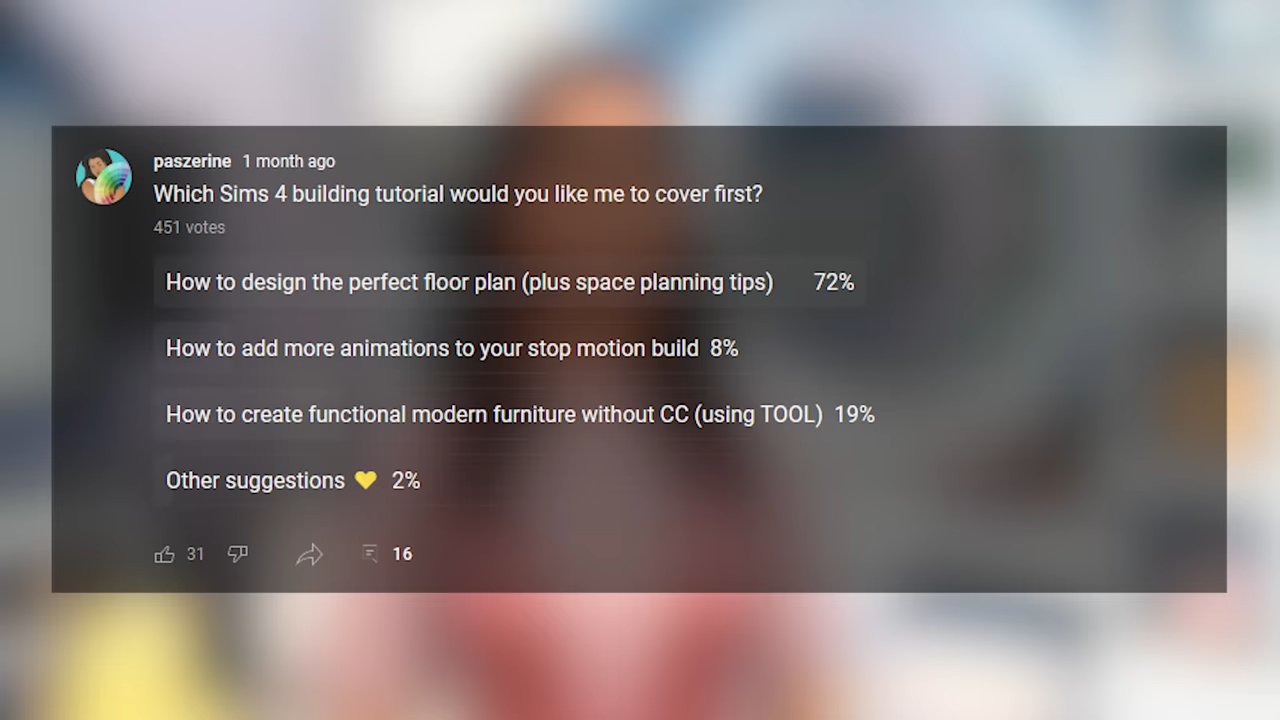 paszerine 1 month ago
Which Sims 4 building tutorial would you like me to cover first?
451 votes
How to design the perfect floor plan (plus space planning tips) 72%
How to add more animations to your stop motion build 8%
How to create functional modern furniture without CC (using TOOL) 19%
Other suggestions 💛 2%
31 16